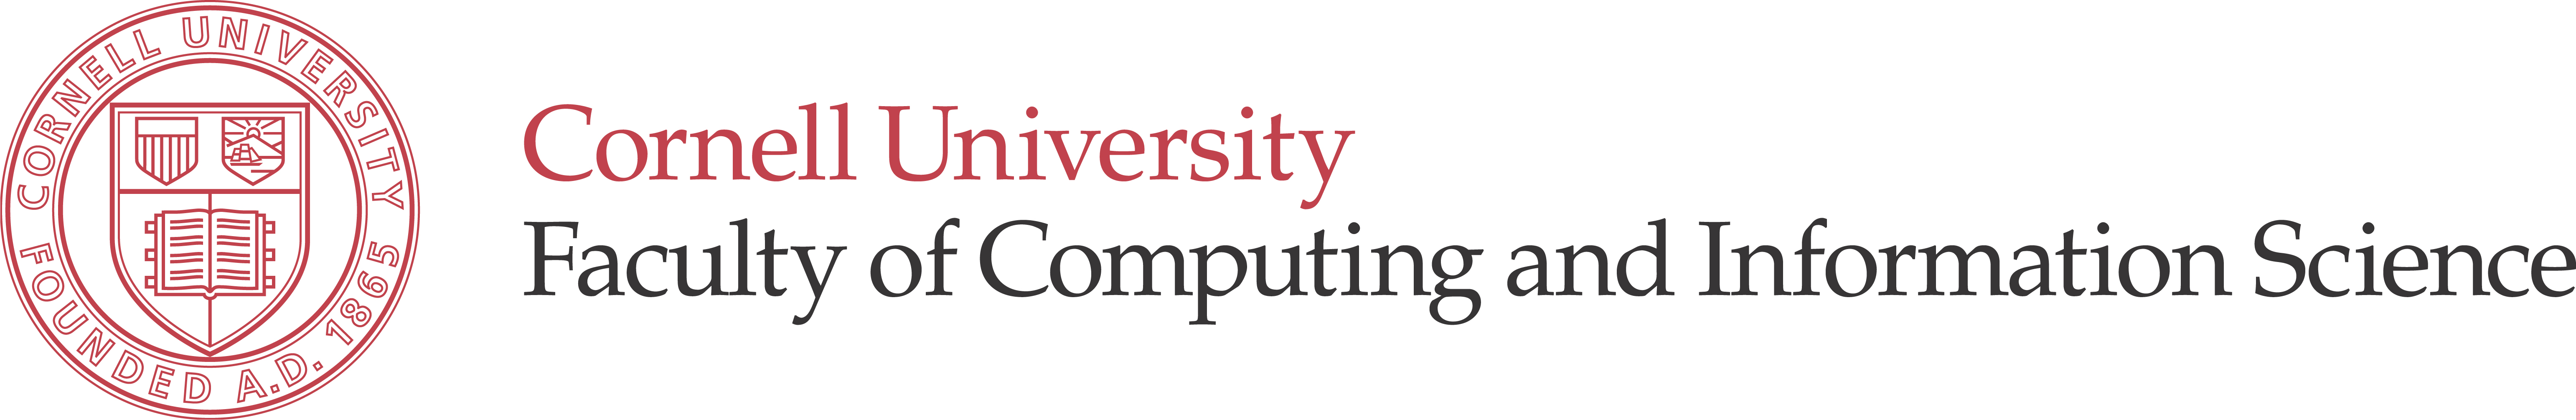 CORNELL UNIVERSITY
FOUNDED A.D. 1865
Cornell University
Faculty of Computing and Information Science